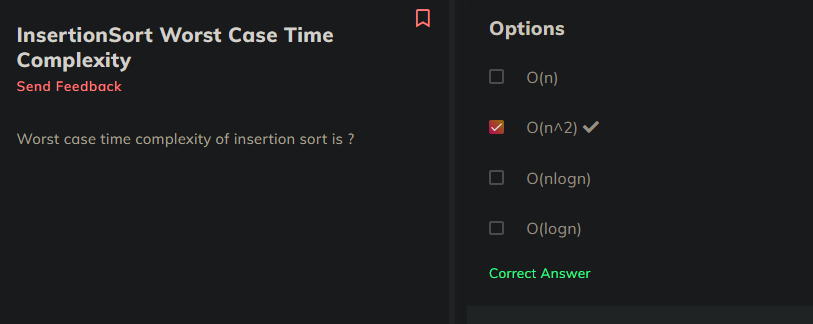 InsertionSort Worst Case Time
Complexity
Send Feedback
Worst case time complexity of insertion sort is ?
Options
O(n)
O(n^2)
O(nlogn)
O(logn)
Correct Answer